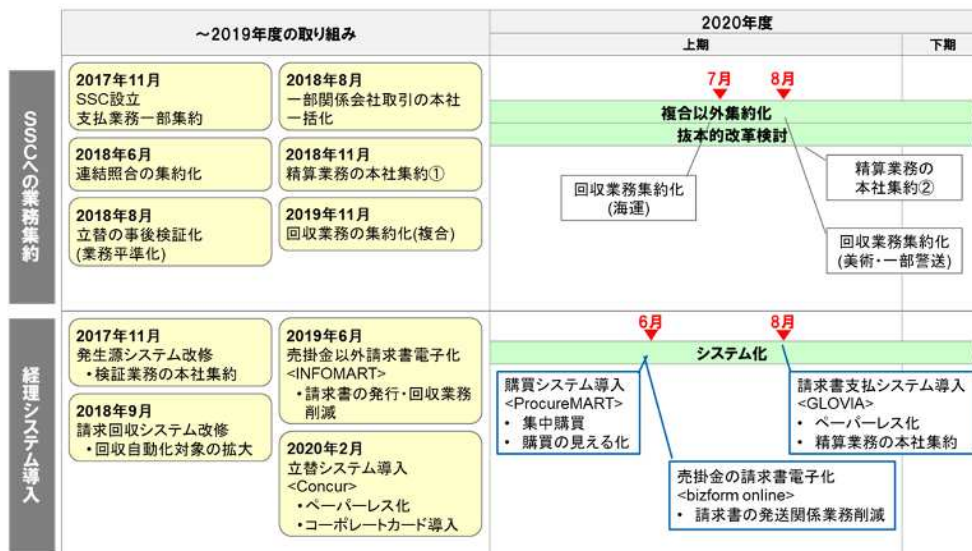 ～2019年度の取り組み
2020年度
上期
下期
SSCへの業務集約
2017年11月
SSC設立
支払業務一部集約
2018年6月
連結照合の集約化
2018年8月
立替の事後検証化
(業務平準化)
2018年8月
一部関係会社取引の本社
一括化
2018年11月
精算業務の本社集約①
2019年11月
回収業務の集約化(複合)
7月
8月
複合以外集約化
抜本的改革検討
回収業務集約化
(海運)
精算業務の
本社集約②
回収業務集約化
(美術・一部警送)
経理システム導入
2017年11月
発生源システム改修
・検証業務の本社集約
2018年9月
請求回収システム改修
・回収自動化対象の拡大
2019年6月
売掛金以外請求書電子化
<INFOMART>
・請求書の発行・回収業務
削減
2020年2月
立替システム導入
<Concur>
・ペーパーレス化
・コーポレートカード導入
6月
8月
システム化
購買システム導入
<ProcureMART>
• 集中購買
• 購買の見える化
請求書支払システム導入
<GLOVIA>
• ペーパーレス化
• 精算業務の本社集約
売掛金の請求書電子化
<bizform online>
• 請求書の発送関係業務削減